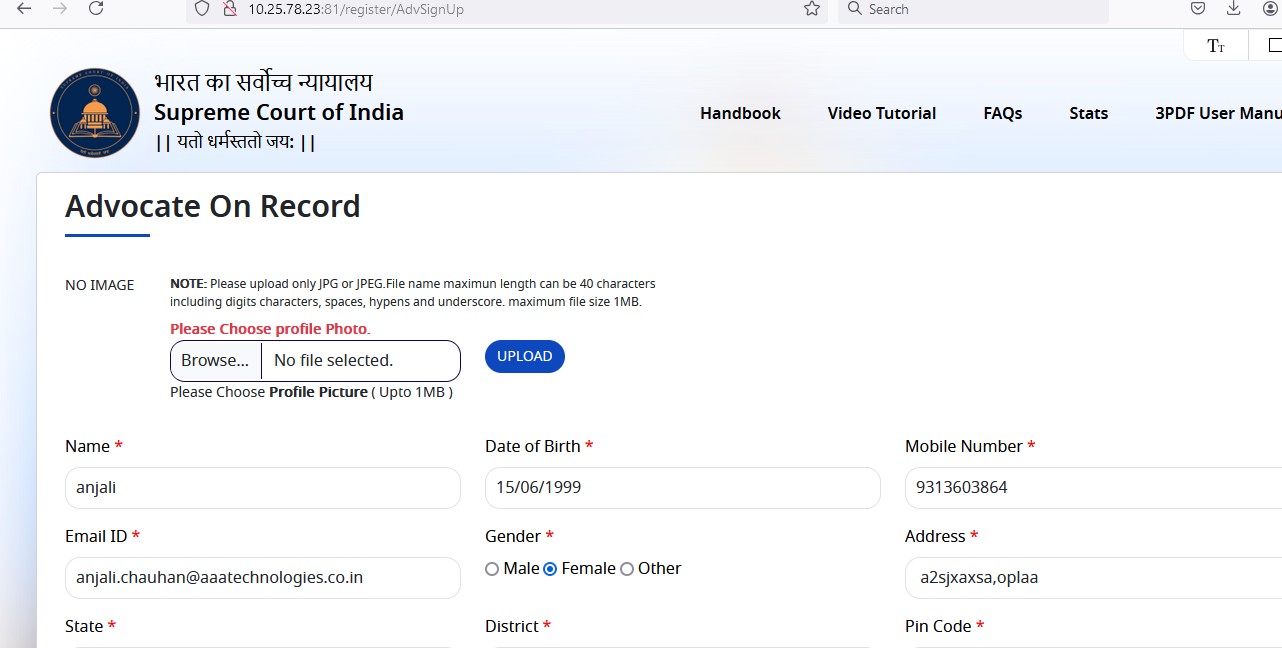 10.25.78.23:81/register/AdvSignUp
Search
TT
भारत का सर्वोच्च न्यायालय
Supreme Court of India
|| यतो धर्मस्ततो जय: ||
Handbook Video Tutorial FAQs Stats 3PDF User Manu
Advocate On Record
NO IMAGE
NOTE: Please upload only JPG or JPEG.File name maximun length can be 40 characters
including digits characters, spaces, hypens and underscore. maximum file size 1MB.
Please Choose profile Photo.
Browse... No file selected. UPLOAD
Please Choose Profile Picture ( Upto 1MB )
Name * Date of Birth * Mobile Number *
anjali 15/06/1999 9313603864
Email ID * Gender * Address *
Male Female Other
anjali.chauhan@aaatechnologies.co.in a2sjxaxsa,oplaa
State * District * Pin Code *